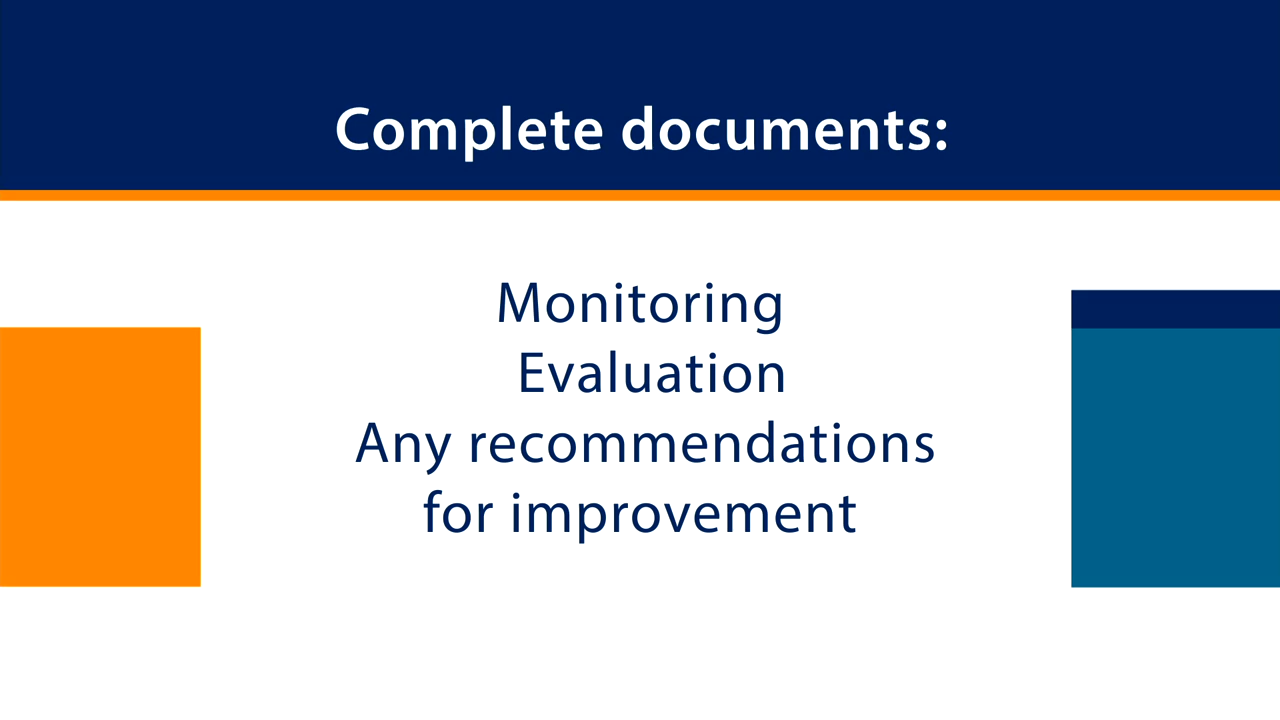 Complete documents:
Monitoring
Evaluation
Any recommendations
for improvement